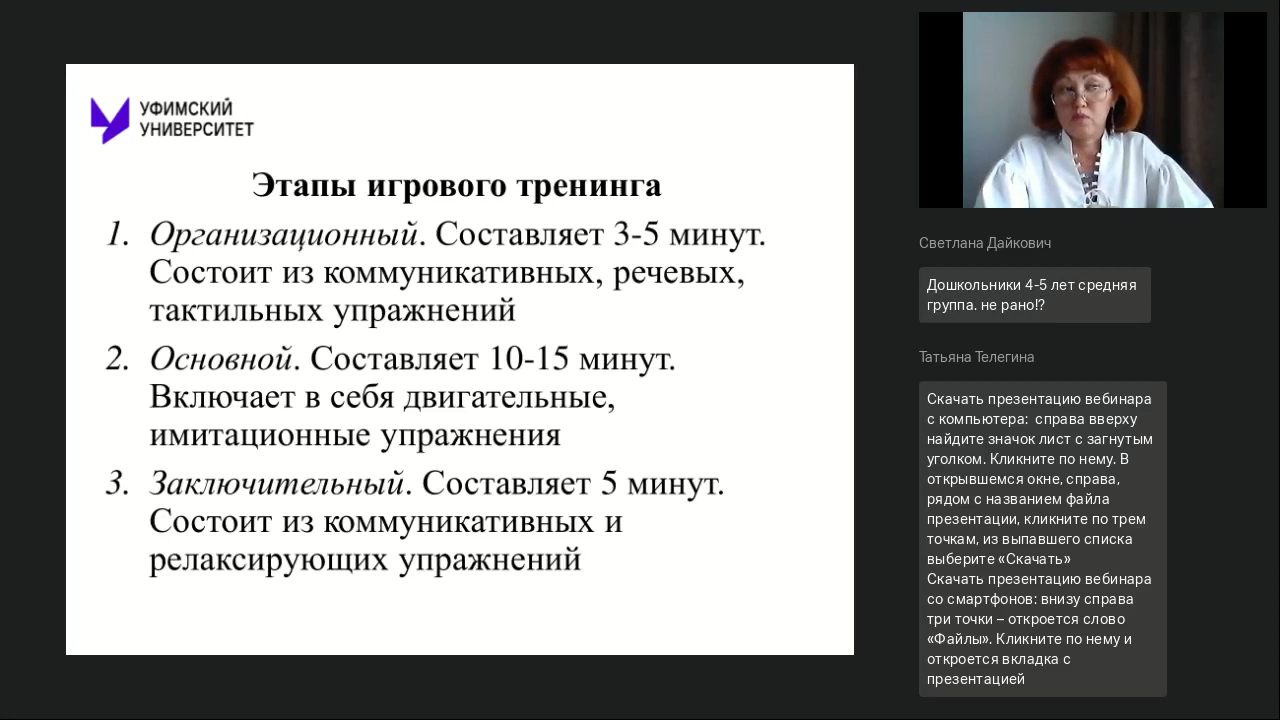 УФИМСКИЙ
УНИВЕРСИТЕТ
Этапы игрового тренинга
1. Организационный. Составляет 3-5 минут.
Состоит из коммуникативных, речевых,
тактильных упражнений
2. Основной. Составляет 10-15 минут.
Включает в себя двигательные,
имитационные упражнения
3. Заключительный. Составляет 5 минут.
Состоит из коммуникативных и
релаксирующих упражнений
Светлана Дайкович
Дошкольники 4-5 лет средняя
группа. не рано!?
Татьяна Телегина
Скачать презентацию вебинара
с компьютера: справа вверху
найдите значок лист с загнутым
уголком. Кликните по нему. В
открывшемся окне, справа,
рядом с названием файла
презентации, кликните по трем
точкам, из выпавшего списка
выберите «Скачать»
Скачать презентацию вебинара
со смартфонов: внизу справа
три точки – откроется слово
«Файлы». Кликните по нему и
откроется вкладка с
презентацией